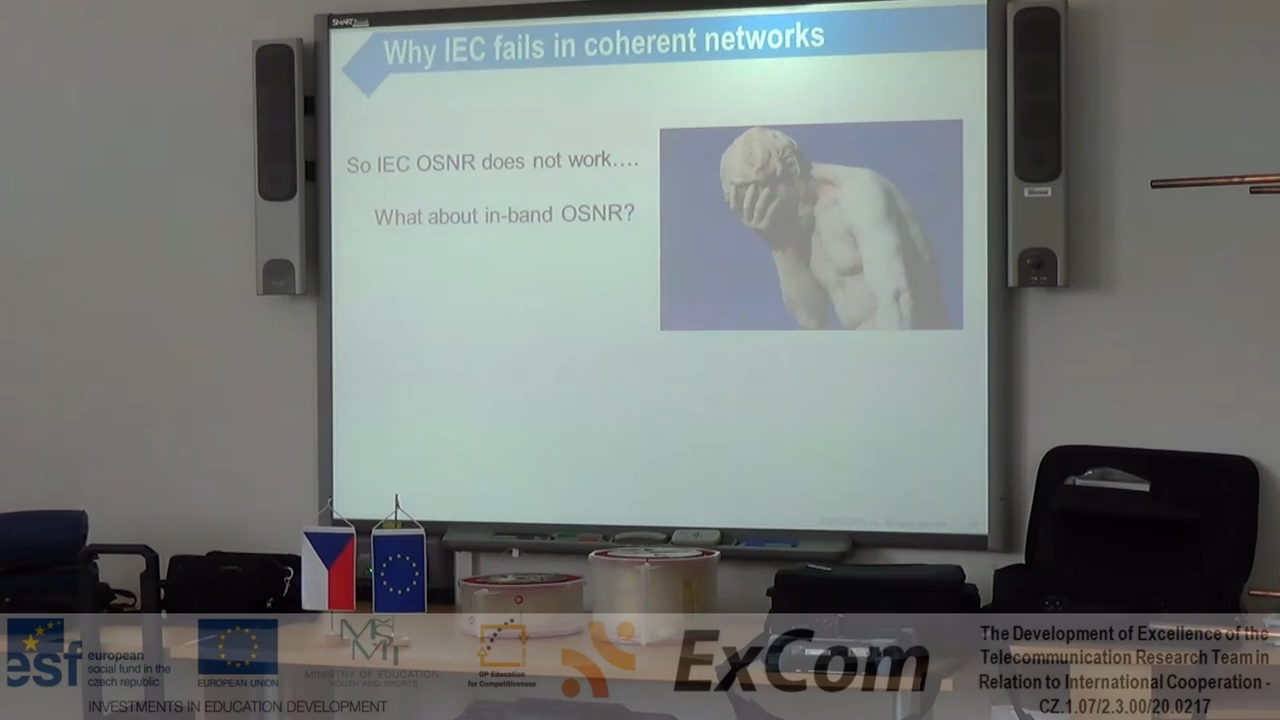 SMART
Why IEC fails in coherent networks
So IEC OSNR does not work....
What about in-band OSNR?
esf
european
social fund in the
czech republic
EUROPEAN UNION
MŠMT
MINISTRY OF EDUCATION,
YOUTH AND SPORTS
OP Education
for Competitiveness
INVESTMENTS IN EDUCATION DEVELOPMENT
ExCom
The Development of Excellence of the
Telecommunication Research Team in
Relation to International Cooperation -
CZ.1.07/2.3.00/20.0217